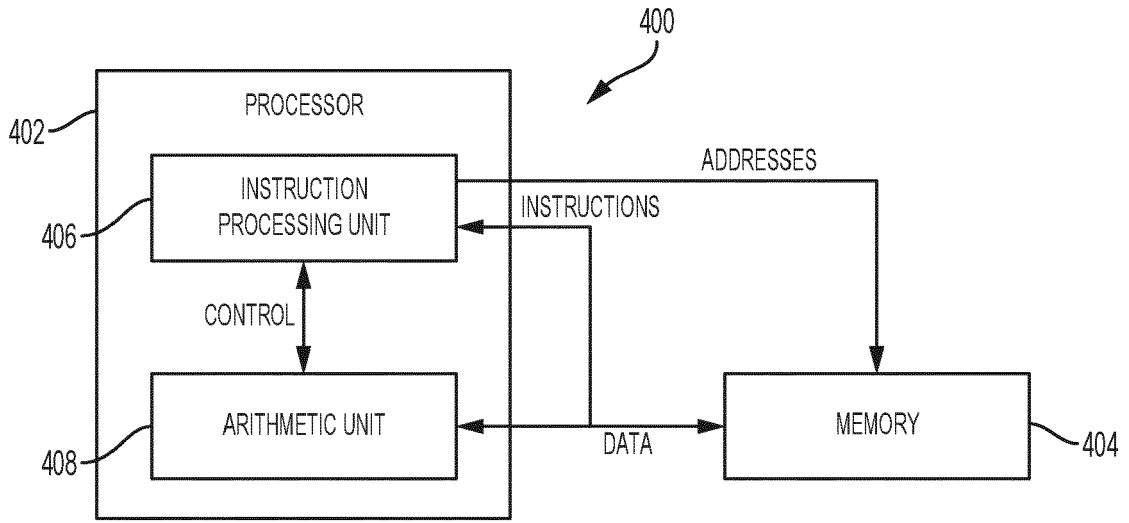 400
PROCESSOR
402
ADDRESSES
INSTRUCTION
PROCESSING UNIT
INSTRUCTIONS
406
CONTROL
ARITHMETIC UNIT
MEMORY
DATA
408
404